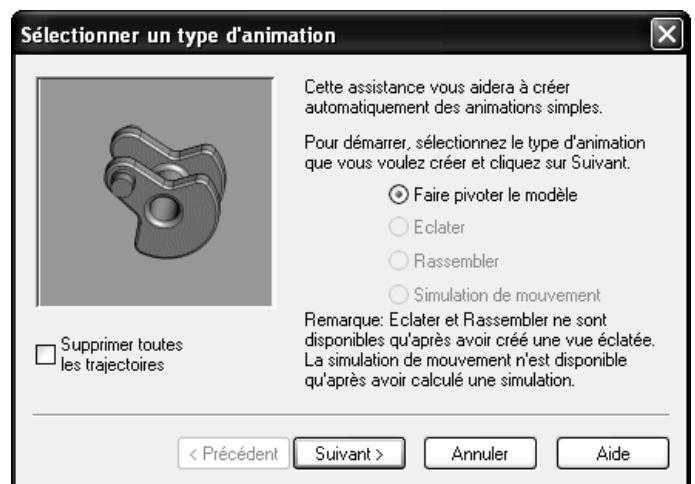 Sélectionner un type d'animation
Cette assistance vous aidera à créer
automatiquement des animations simples.
Pour démarrer, sélectionnez le type d'animation
que vous voulez créer et cliquez sur Suivant.
Faire pivoter le modèle
Eclater
Rassembler
Simulation de mouvement
Remarque: Eclater et Rassembler ne sont
disponibles qu'après avoir créé une vue éclatée.
La simulation de mouvement n'est disponible
qu'après avoir calculé une simulation.
Supprimer toutes
les trajectoires
< Précédent
Suivant >
Annuler
Aide